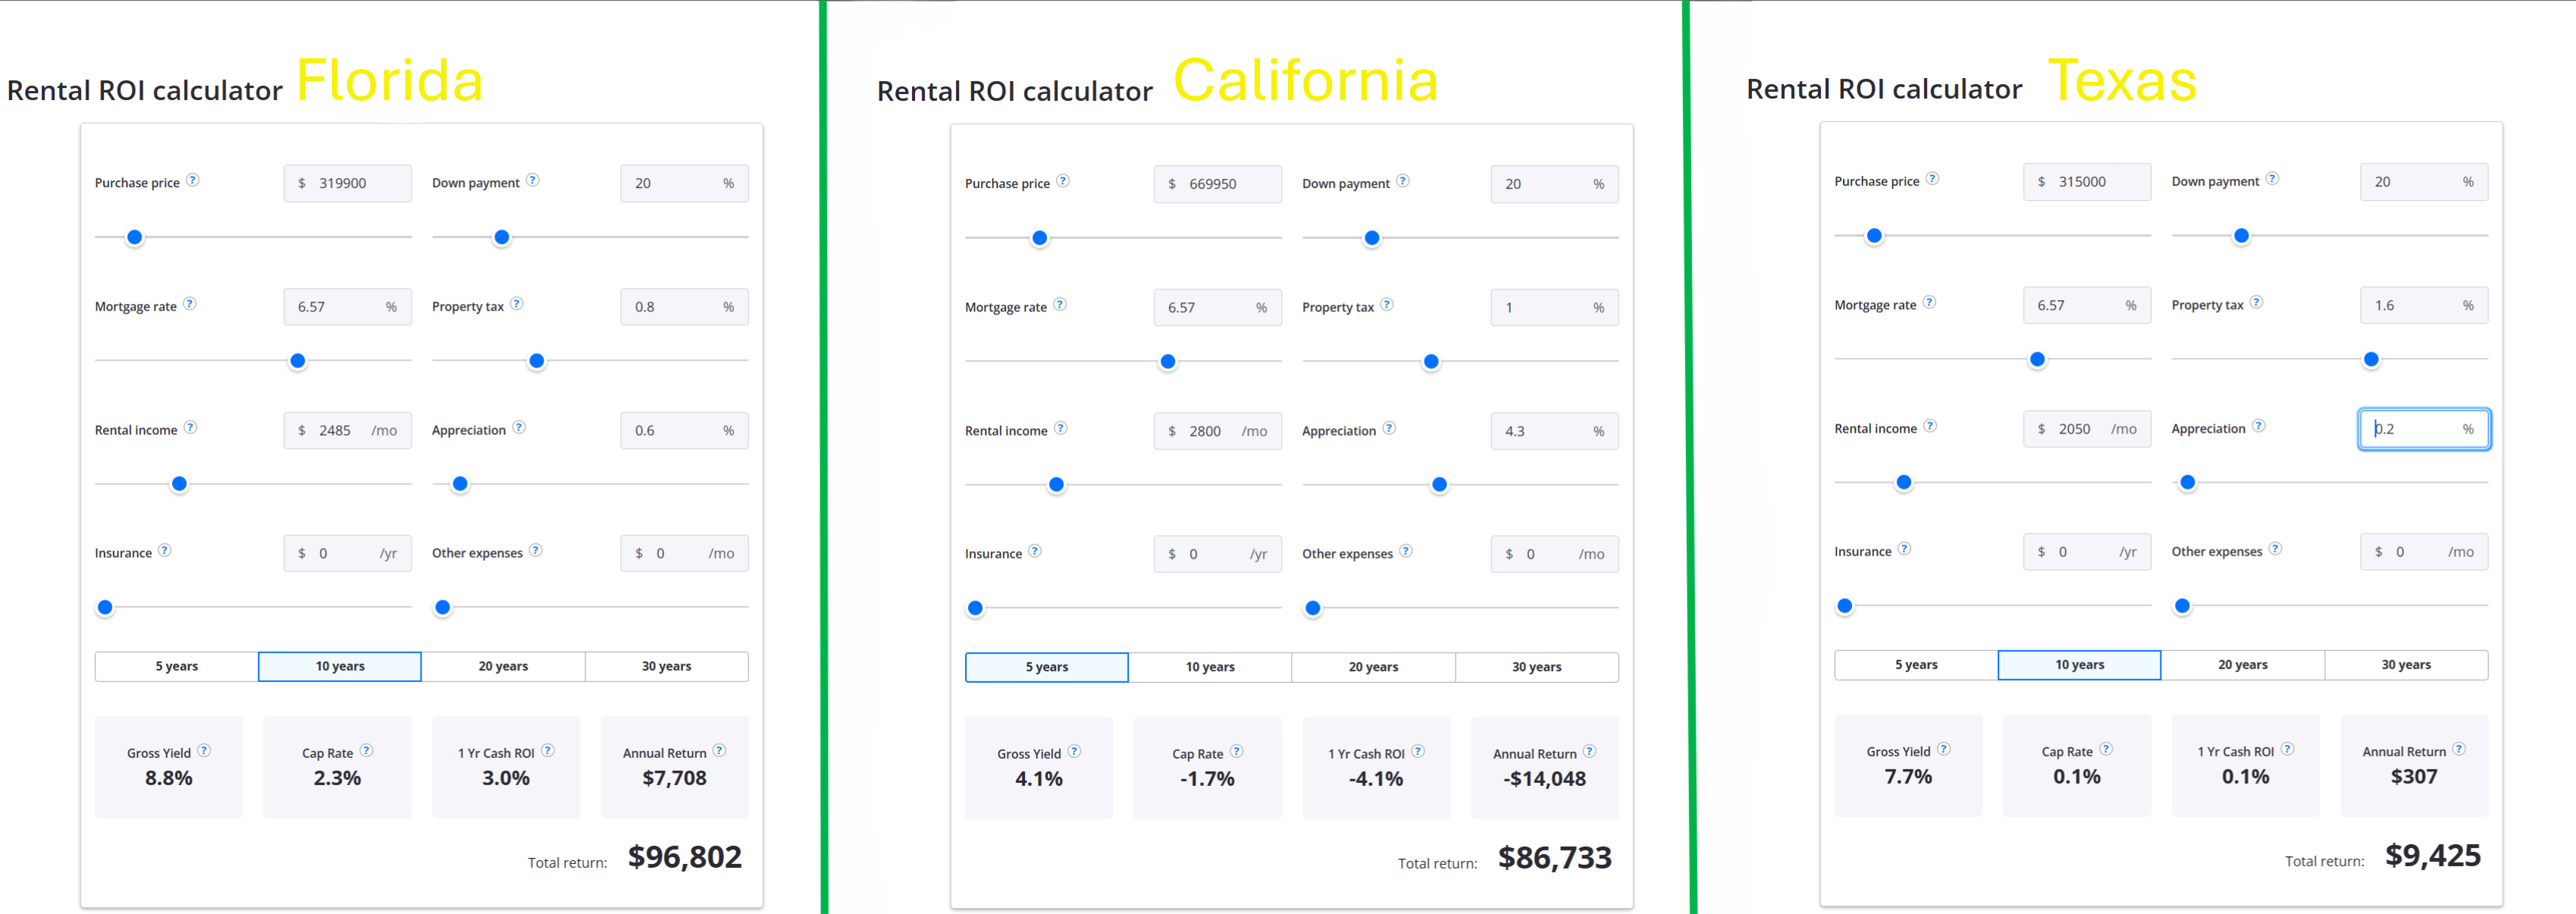 Rental ROI calculator Florida
Purchase price ? $ 319900 Down payment ? 20 %
Mortgage rate ? 6.57 % Property tax ? 0.8 %
Rental income ? $ 2485 /mo Appreciation ? 0.6 %
Insurance ? $ 0 /yr Other expenses ? $ 0 /mo
5 years 10 years 20 years 30 years
Gross Yield ? Cap Rate ? 1 Yr Cash ROI ? Annual Return ?
8.8% 2.3% 3.0% $7,708
Total return: $96,802
Rental ROI calculator California
Purchase price ? $ 669950 Down payment ? 20 %
Mortgage rate ? 6.57 % Property tax ? 1 %
Rental income ? $ 2800 /mo Appreciation ? 4.3 %
Insurance ? $ 0 /yr Other expenses ? $ 0 /mo
5 years 10 years 20 years 30 years
Gross Yield ? Cap Rate ? 1 Yr Cash ROI ? Annual Return ?
4.1% -1.7% -4.1% -$14,048
Total return: $86,733
Rental ROI calculator Texas
Purchase price ? $ 315000 Down payment ? 20 %
Mortgage rate ? 6.57 % Property tax ? 1.6 %
Rental income ? $ 2050 /mo Appreciation ? 0.2 %
Insurance ? $ 0 /yr Other expenses ? $ 0 /mo
5 years 10 years 20 years 30 years
Gross Yield ? Cap Rate ? 1 Yr Cash ROI ? Annual Return ?
7.7% 0.1% 0.1% $307
Total return: $9,425